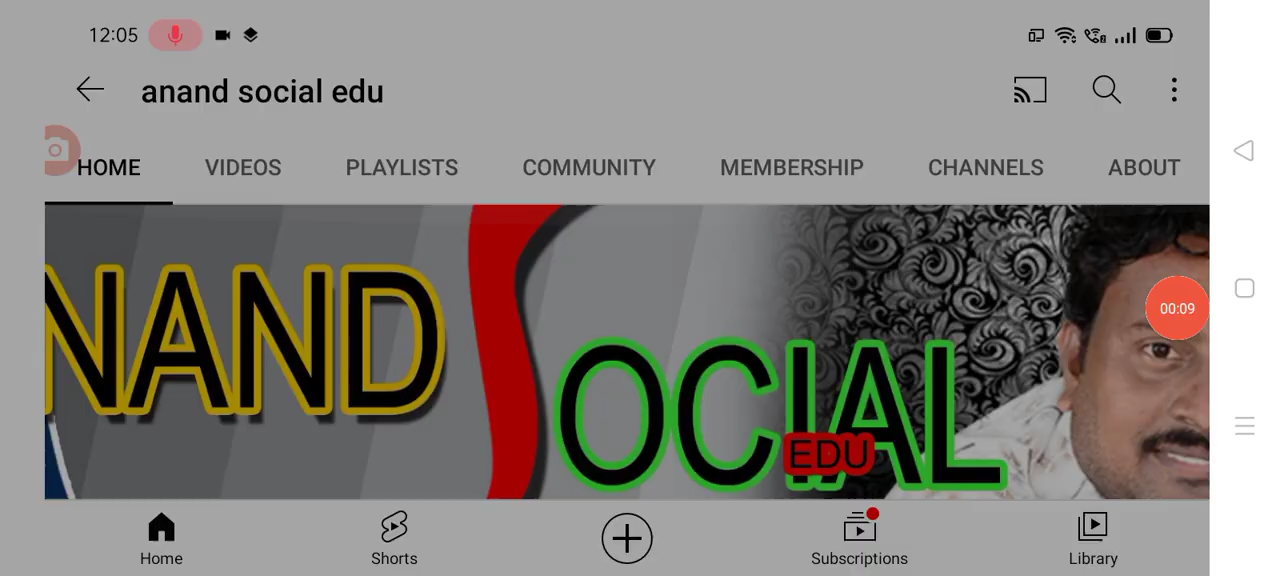 12:05
anand social edu
HOME VIDEOS PLAYLISTS COMMUNITY MEMBERSHIP CHANNELS ABOUT
NAND SOCIAL
EDU
00:09
Home Shorts Subscriptions Library